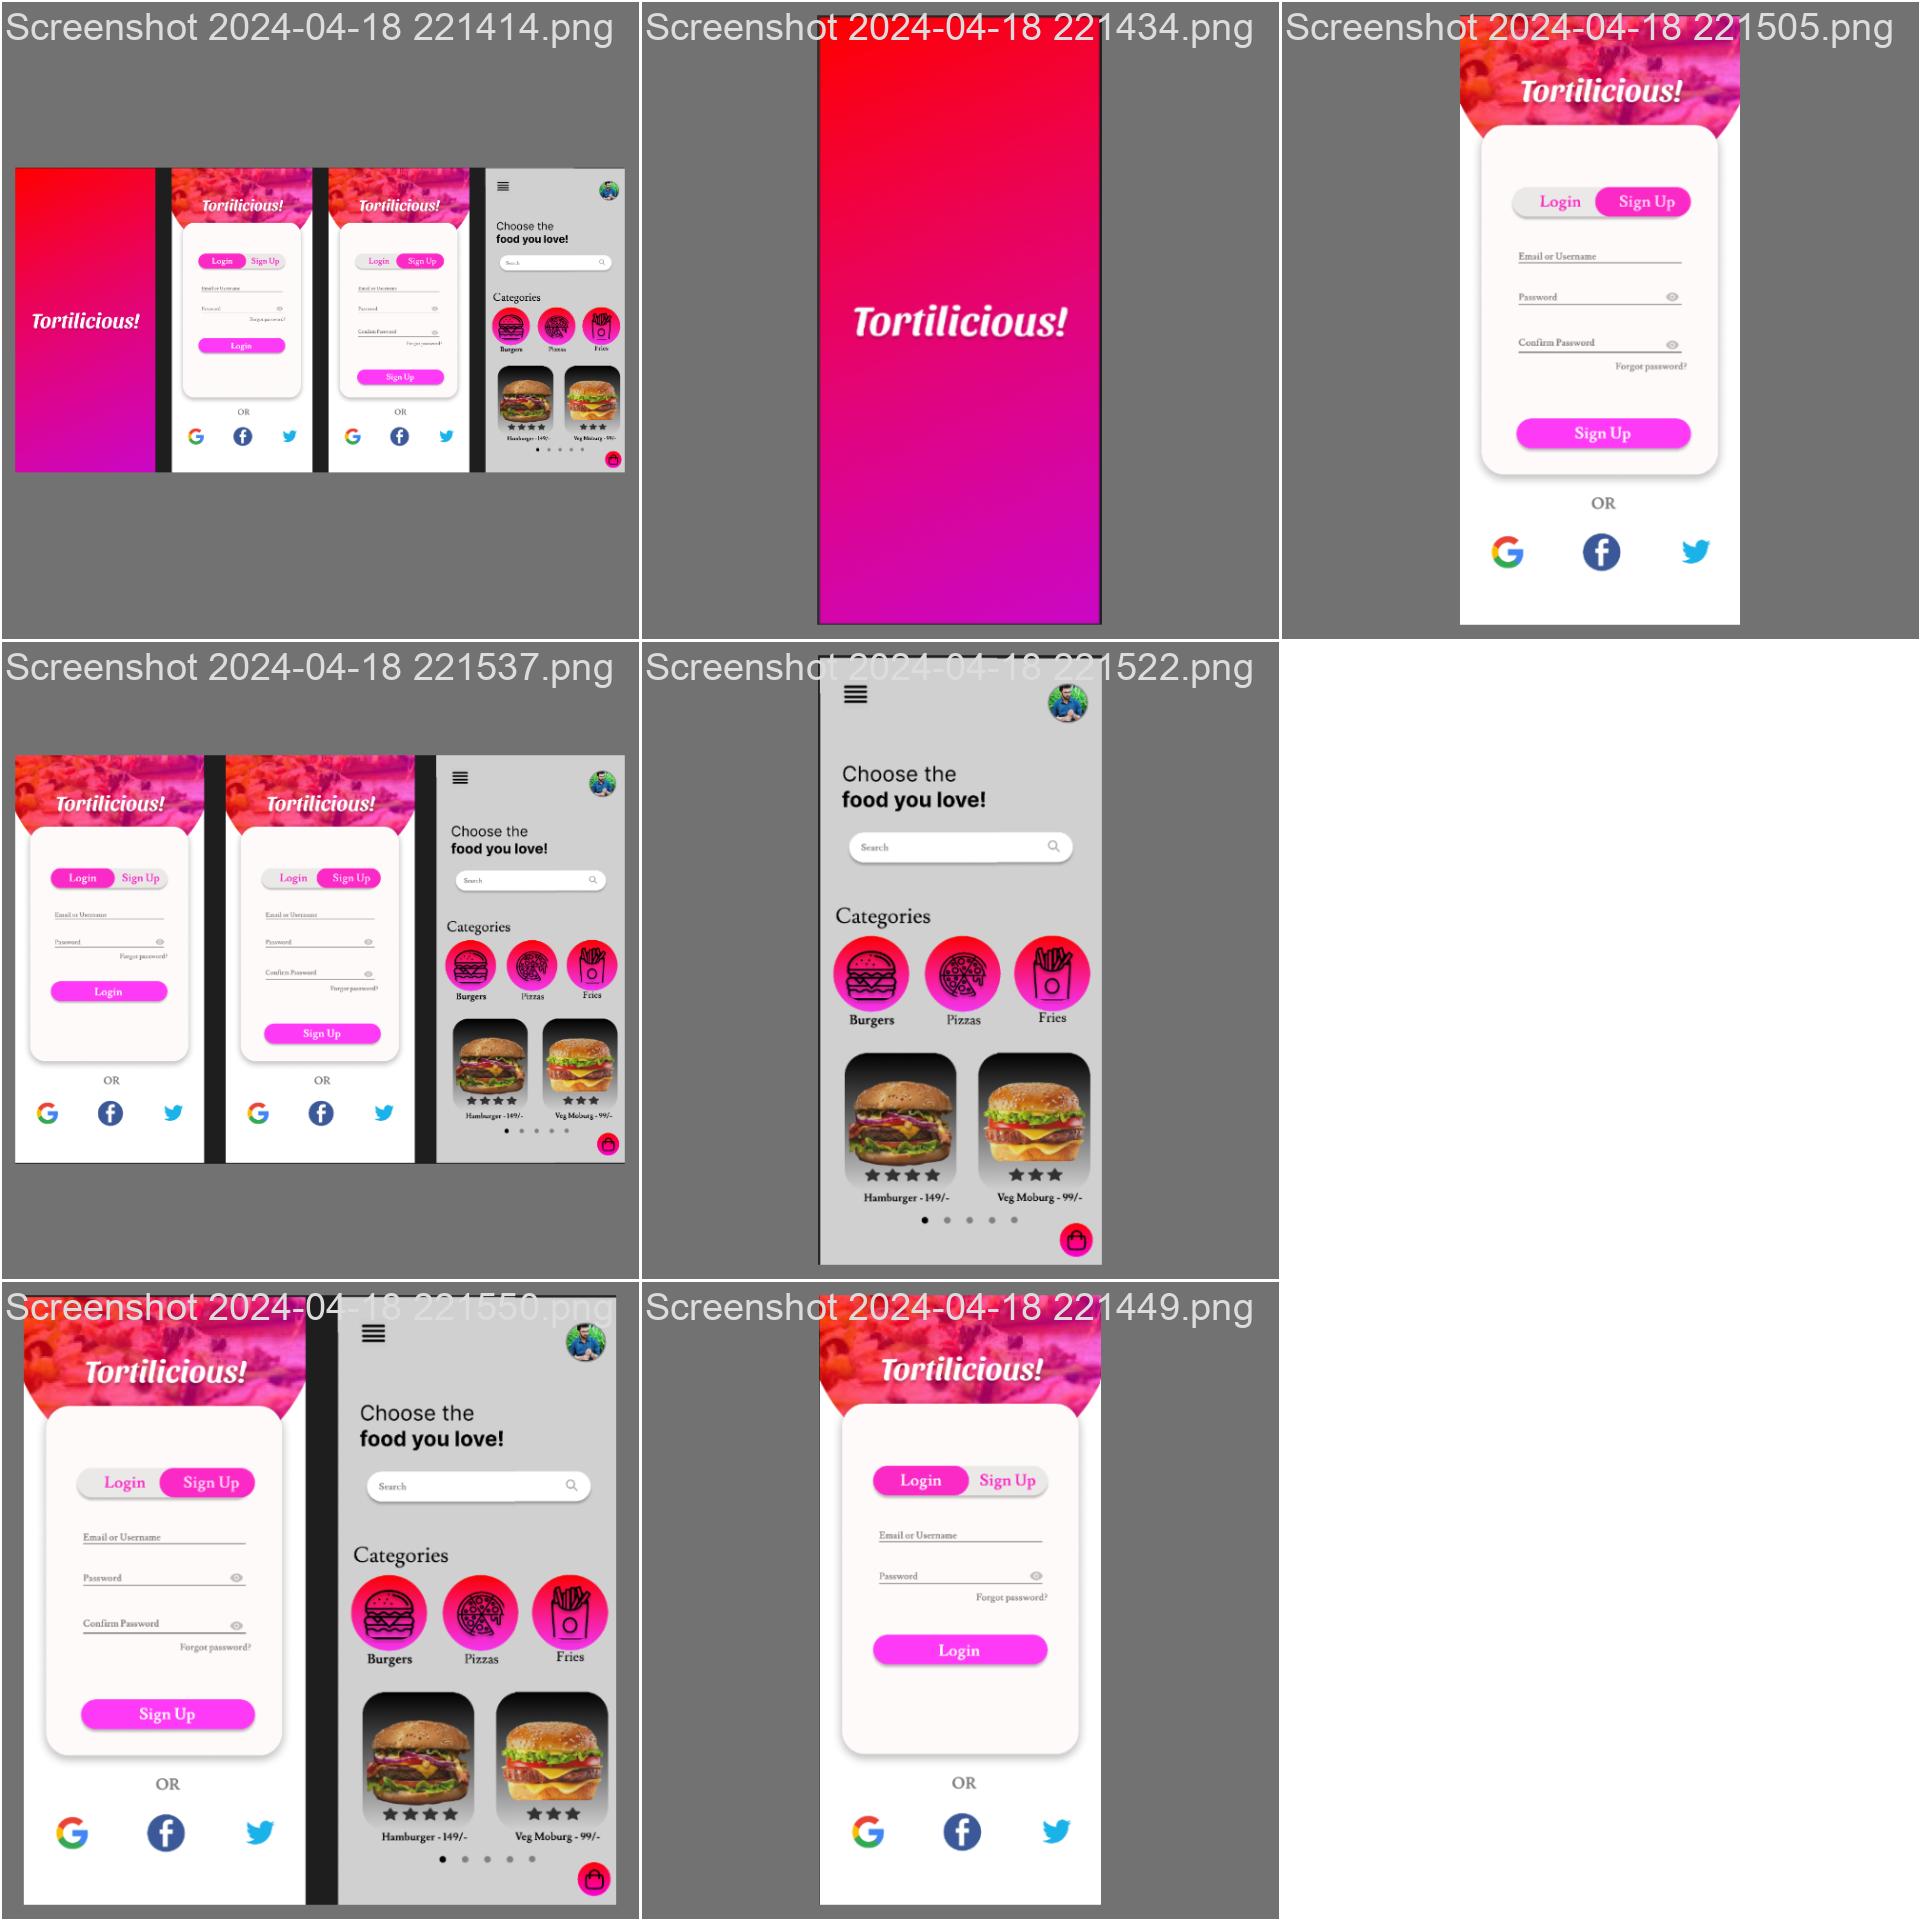 Screenshot 2024-04-18 221414.png
Tortilicious!
Tortilicious!
Login Sign Up
Email or Username
Password
Forgot password?
Login
OR
Tortilicious!
Login Sign Up
Email or Username
Password
Confirm Password
Forgot password?
Sign Up
OR
Choose the
food you love!
Search
Categories
Burgers Pizzas Fries
Hamburger - 149/- Veg Moburg - 99/-
Screenshot 2024-04-18 221434.png
Tortilicious!
Screenshot 2024-04-18 221505.png
Tortilicious!
Login Sign Up
Email or Username
Password
Confirm Password
Forgot password?
Sign Up
OR
Screenshot 2024-04-18 221537.png
Tortilicious!
Login Sign Up
Email or Username
Password
Forgot password?
Login
OR
Tortilicious!
Login Sign Up
Email or Username
Password
Confirm Password
Forgot password?
Sign Up
OR
Choose the
food you love!
Search
Categories
Burgers Pizzas Fries
Hamburger - 149/- Veg Moburg - 99/-
Screenshot 2024-04-18 221522.png
Choose the
food you love!
Search
Categories
Burgers Pizzas Fries
Hamburger - 149/- Veg Moburg - 99/-
Screenshot 2024-04-18 221550.png
Tortilicious!
Login Sign Up
Email or Username
Password
Confirm Password
Forgot password?
Sign Up
OR
Choose the
food you love!
Search
Categories
Burgers Pizzas Fries
Hamburger - 149/- Veg Moburg - 99/-
Screenshot 2024-04-18 221449.png
Tortilicious!
Login Sign Up
Email or Username
Password
Forgot password?
Login
OR